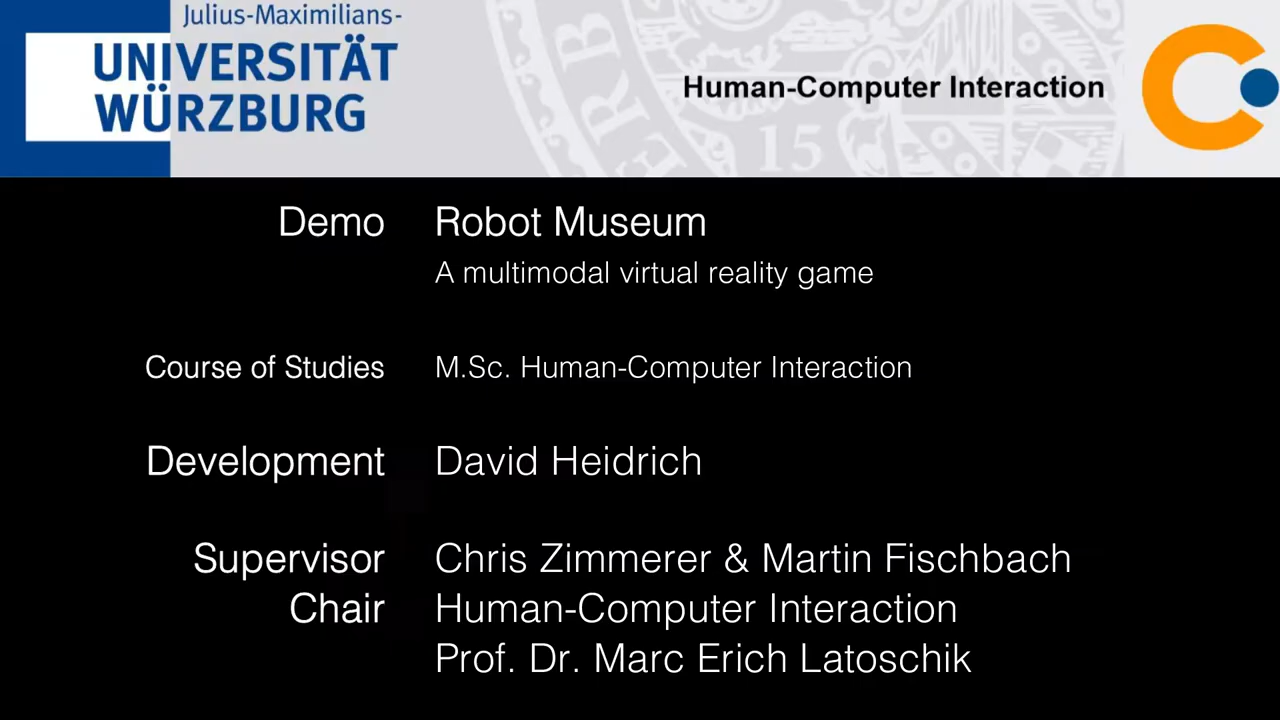 Julius-Maximilians-
UNIVERSITÄT
WÜRZBURG
Human-Computer Interaction
ERB
15
Demo Robot Museum
A multimodal virtual reality game
Course of Studies M.Sc. Human-Computer Interaction
Development David Heidrich
Supervisor Chris Zimmerer & Martin Fischbach
Chair Human-Computer Interaction
Prof. Dr. Marc Erich Latoschik